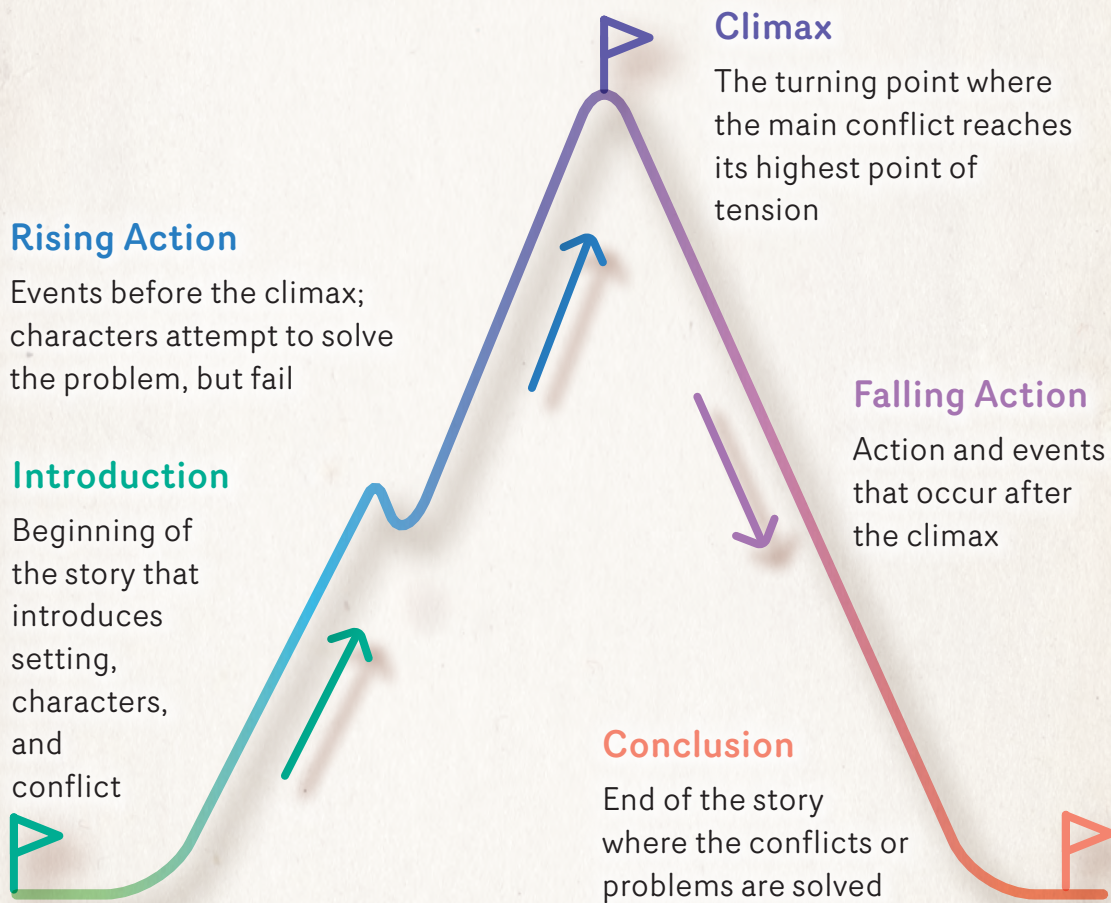 Climax
The turning point where
the main conflict reaches
its highest point of
tension
Rising Action
Events before the climax;
characters attempt to solve
the problem, but fail
Falling Action
Action and events
that occur after
the climax
Introduction
Beginning of
the story that
introduces
setting,
characters,
and
conflict
Conclusion
End of the story
where the conflicts or
problems are solved